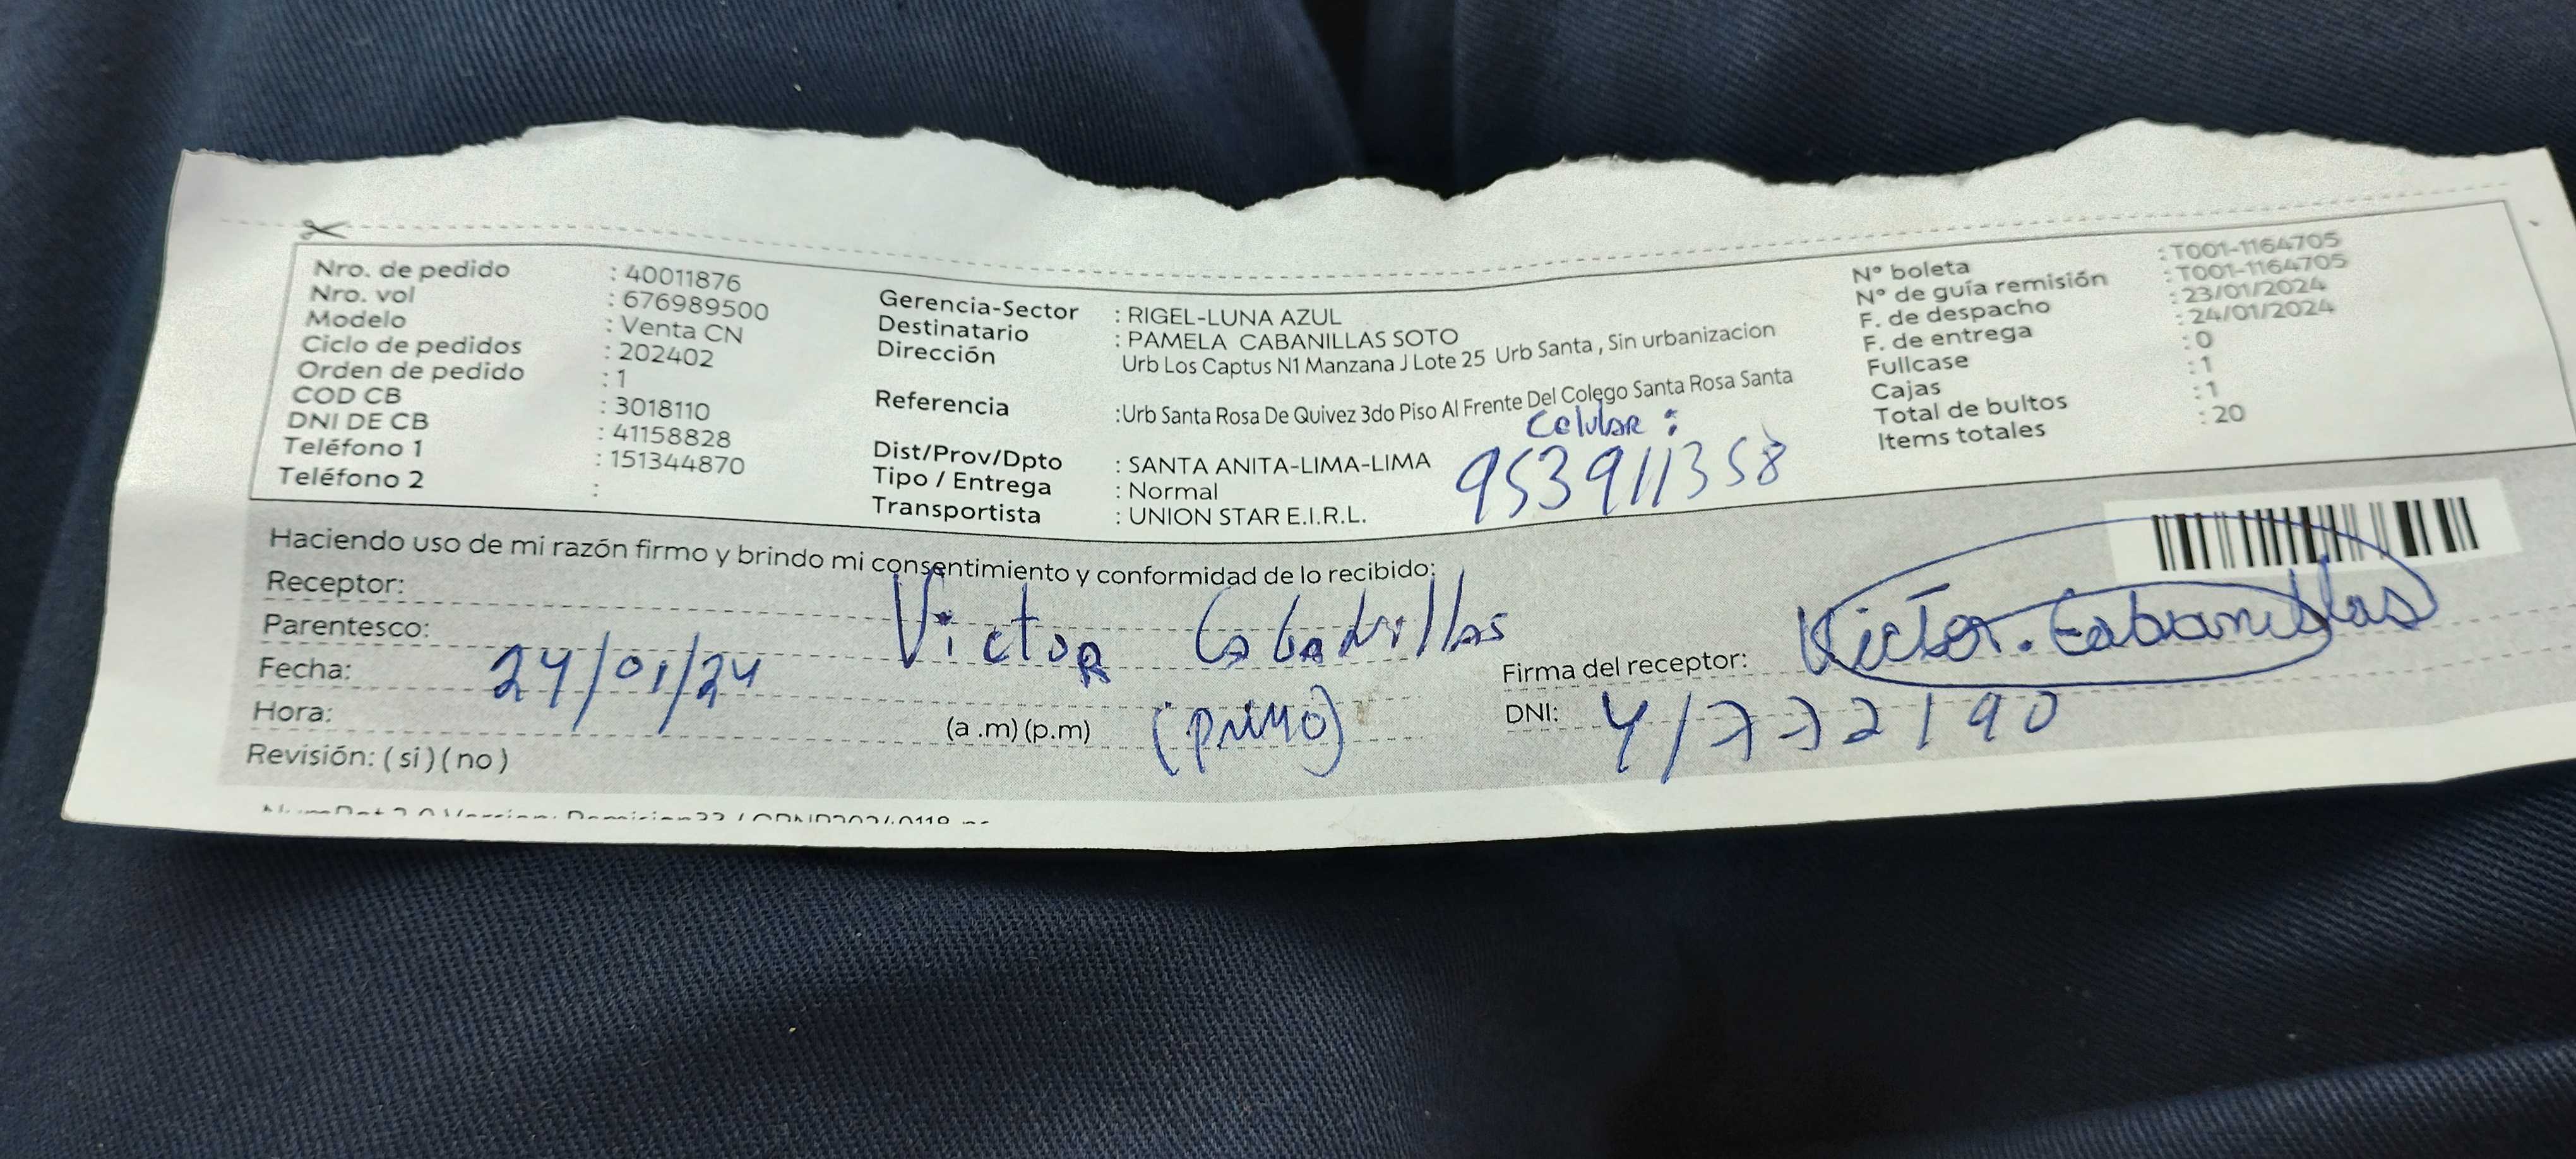 Nro. de pedido : 40011876
Nro. vol : 676989500
Modelo : Venta CN
Ciclo de pedidos : 202402
Orden de pedido : 1
COD CB : 3018110
DNI DE CB : 41158828
Teléfono 1 : 151344870
Teléfono 2 :
Gerencia-Sector : RIGEL-LUNA AZUL
Destinatario : PAMELA CABANILLAS SOTO
Dirección Urb Los Captus N1 Manzana J Lote 25 Urb Santa , Sin urbanizacion
Referencia :Urb Santa Rosa De Quivez 3do Piso Al Frente Del Colego Santa Rosa Santa
Celular :
953911358
Dist/Prov/Dpto : SANTA ANITA-LIMA-LIMA
Tipo / Entrega : Normal
Transportista : UNION STAR E.I.R.L.
N° boleta : T001-1164705
N° de guía remisión : T001-1164705
F. de despacho : 23/01/2024
F. de entrega : 24/01/2024
Fullcase : 0
Cajas : 1
Total de bultos : 1
Items totales : 20
Haciendo uso de mi razón firmo y brindo mi consentimiento y conformidad de lo recibido:
Receptor: Victor Cabanillas
Parentesco:
Fecha: 24/01/24
Hora: (a .m) (p.m) (primo)
Revisión: ( si ) ( no )
Firma del receptor: Victor. Cabanillas
DNI: 41772190